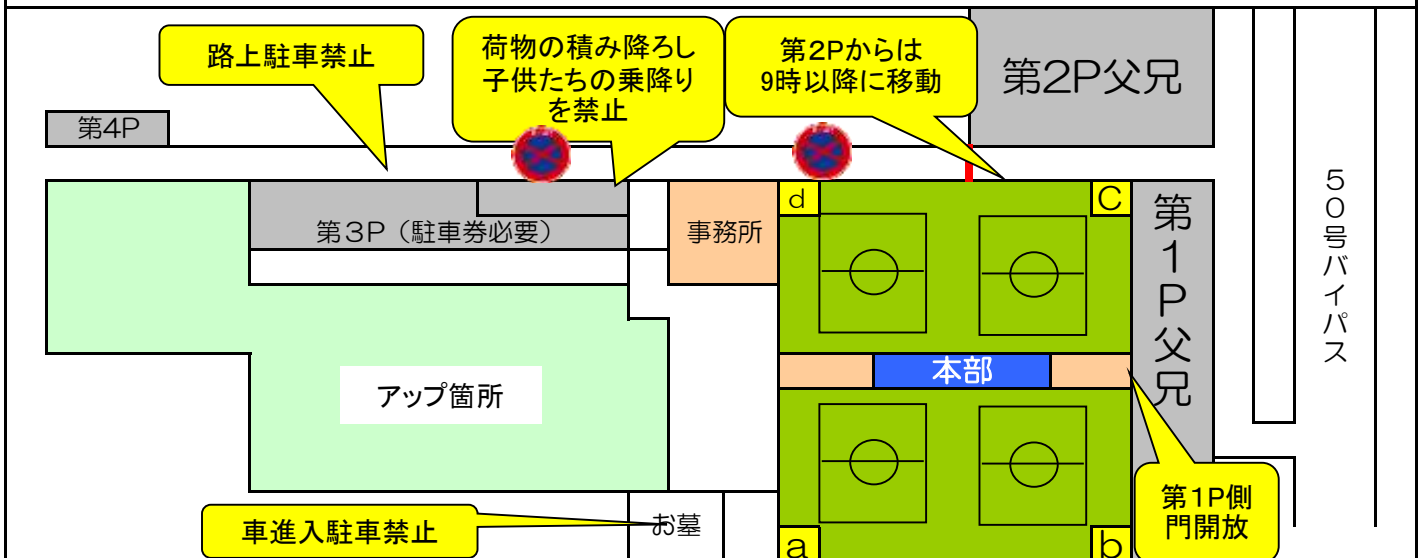 路上駐車禁止
荷物の積み降ろし
子供たちの乗降り
を禁止
第2Pからは
9時以降に移動
第2P父兄
第4P
第3P（駐車券必要）
事務所
d
C
第1P父兄
50号バイパス
本部
アップ箇所
車進入駐車禁止
お墓
a
b
第1P側
門開放